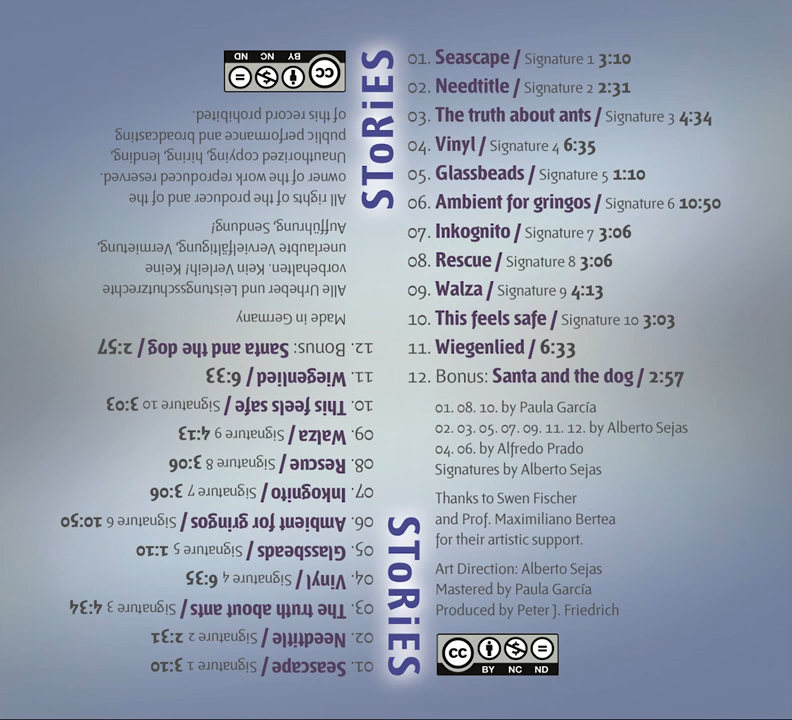 SToRiES
01. Seascape / Signature 1 3:10
02. Needtitle / Signature 2 2:31
03. The truth about ants / Signature 3 4:34
04. Vinyl / Signature 4 6:35
05. Glassbeads / Signature 5 1:10
06. Ambient for gringos / Signature 6 10:50
07. Inkognito / Signature 7 3:06
08. Rescue / Signature 8 3:06
09. Walza / Signature 9 4:13
10. This feels safe / Signature 10 3:03
11. Wiegenlied / 6:33
12. Bonus: Santa and the dog / 2:57
01. 08. 10. by Paula García
02. 03. 05. 07. 09. 11. 12. by Alberto Sejas
04. 06. by Alfredo Prado
Signatures by Alberto Sejas
Thanks to Swen Fischer
and Prof. Maximiliano Bertea
for their artistic support.
Art Direction: Alberto Sejas
Mastered by Paula García
Produced by Peter J. Friedrich
cc
BY NC ND
SToRiES
01. Seascape / Signature 1 3:10
02. Needtitle / Signature 2 2:31
03. The truth about ants / Signature 3 4:34
04. Vinyl / Signature 4 6:35
05. Glassbeads / Signature 5 1:10
06. Ambient for gringos / Signature 6 10:50
07. Inkognito / Signature 7 3:06
08. Rescue / Signature 8 3:06
09. Walza / Signature 9 4:13
10. This feels safe / Signature 10 3:03
11. Wiegenlied / 6:33
12. Bonus: Santa and the dog / 2:57
Made in Germany
Alle Urheber und Leistungsschutzrechte
vorbehalten. Kein Verleih! Keine
unerlaubte Vervielfältigung, Vermietung,
Aufführung, Sendung!
All rights of the producer and of the
owner of the work reproduced reserved.
Unauthorized copying, hiring, lending,
public performance and broadcasting
of this record prohibited.
cc
BY NC ND